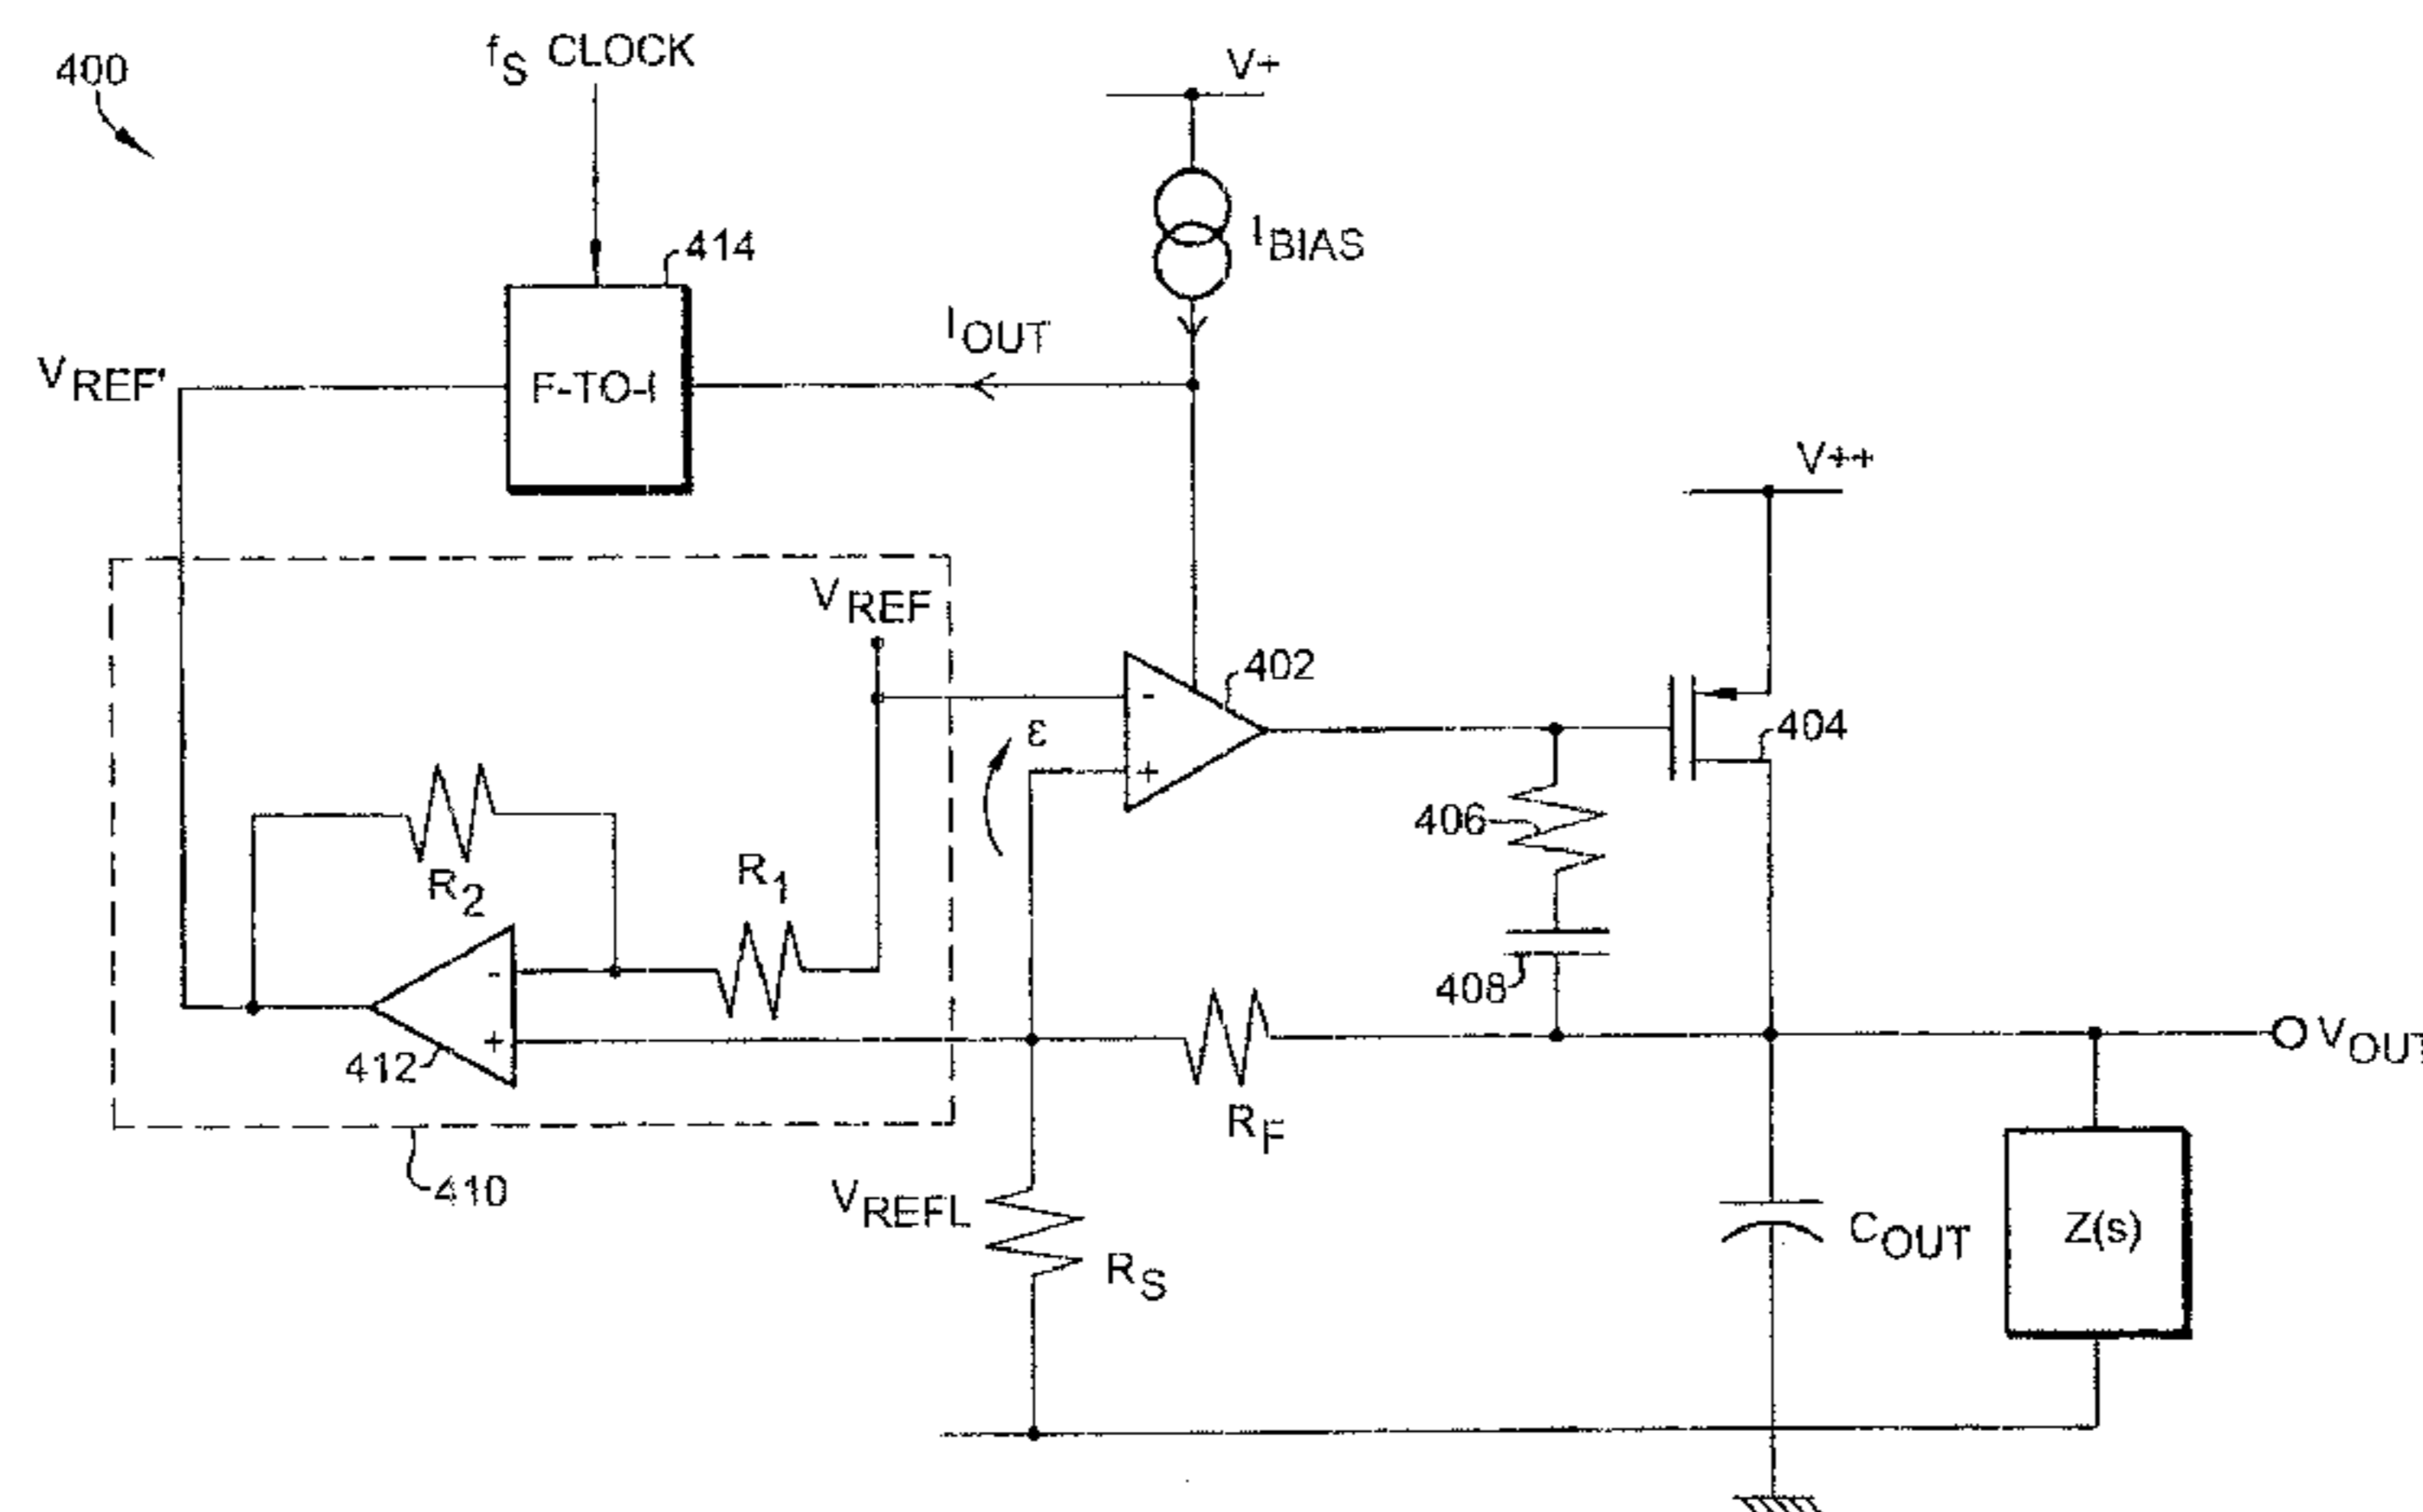 400
fS CLOCK
V+
414
IBIAS
IOUT
VREF'
F-TO-I
V++
VREF
402
-
ε
+
404
406
R2
R1
-
408
VOUT
+
412
RF
410
VREFL
RS
COUT
Z(s)